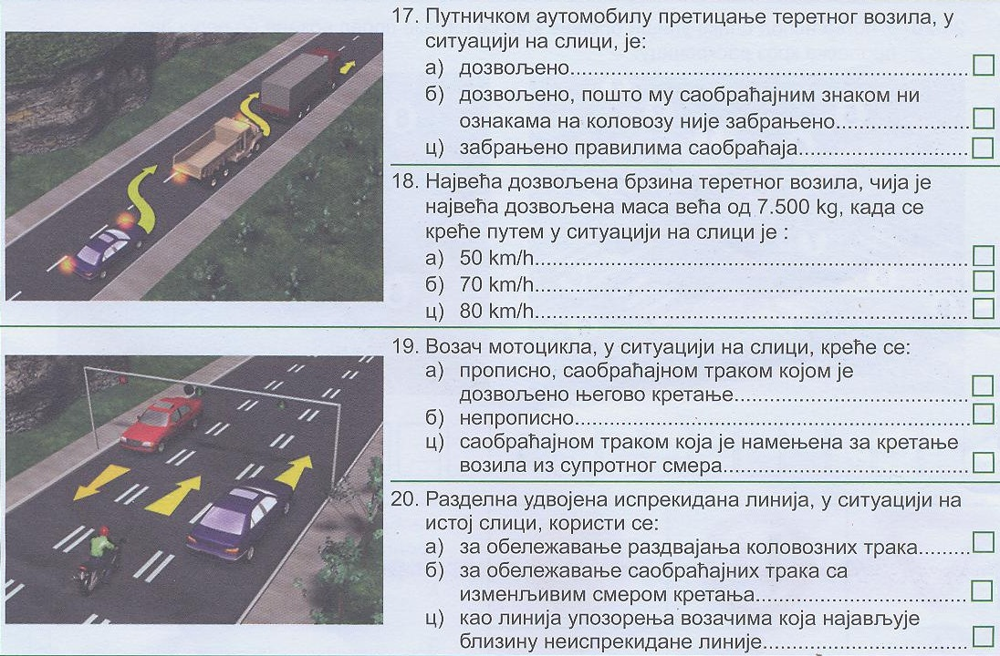 17. Путничком аутомобилу претицање теретног возила, у
ситуацији на слици, је:
а) дозвољено
б) дозвољено, пошто му саобраћајним знаком ни
ознакама на коловозу није забрањено
ц) забрањено правилима саобраћаја
18. Највећа дозвољена брзина теретног возила, чија је
највећа дозвољена маса већа од 7.500 kg, када се
креће путем у ситуацији на слици је :
а) 50 km/h
б) 70 km/h
ц) 80 km/h
19. Возач мотоцикла, у ситуацији на слици, креће се:
а) прописно, саобраћајном траком којом је
дозвољено његово кретање
б) непрописно
ц) саобраћајном траком која је намењена за кретање
возила из супротног смера
20. Разделна удвојена испрекидана линија, у ситуацији на
истој слици, користи се:
а) за обележавање раздвајања коловозних трака
б) за обележавање саобраћајних трака са
изменљивим смером кретања
ц) као линија упозорења возачима која најављује
близину неиспрекидане линије